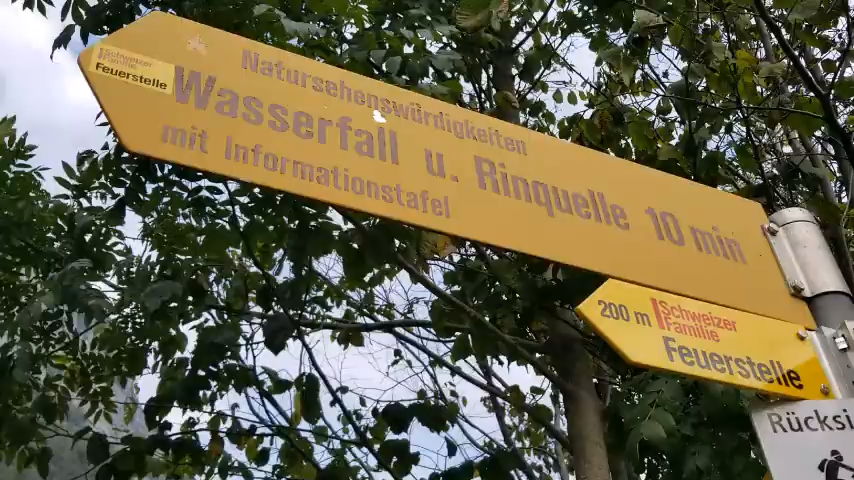 Schweizer
Familie
Feuerstelle
Natursehenswürdigkeiten
Wasserfall u. Rinquelle 10 min
mit Informationstafel
200 m Schweizer
Familie
Feuerstelle
Rücksi